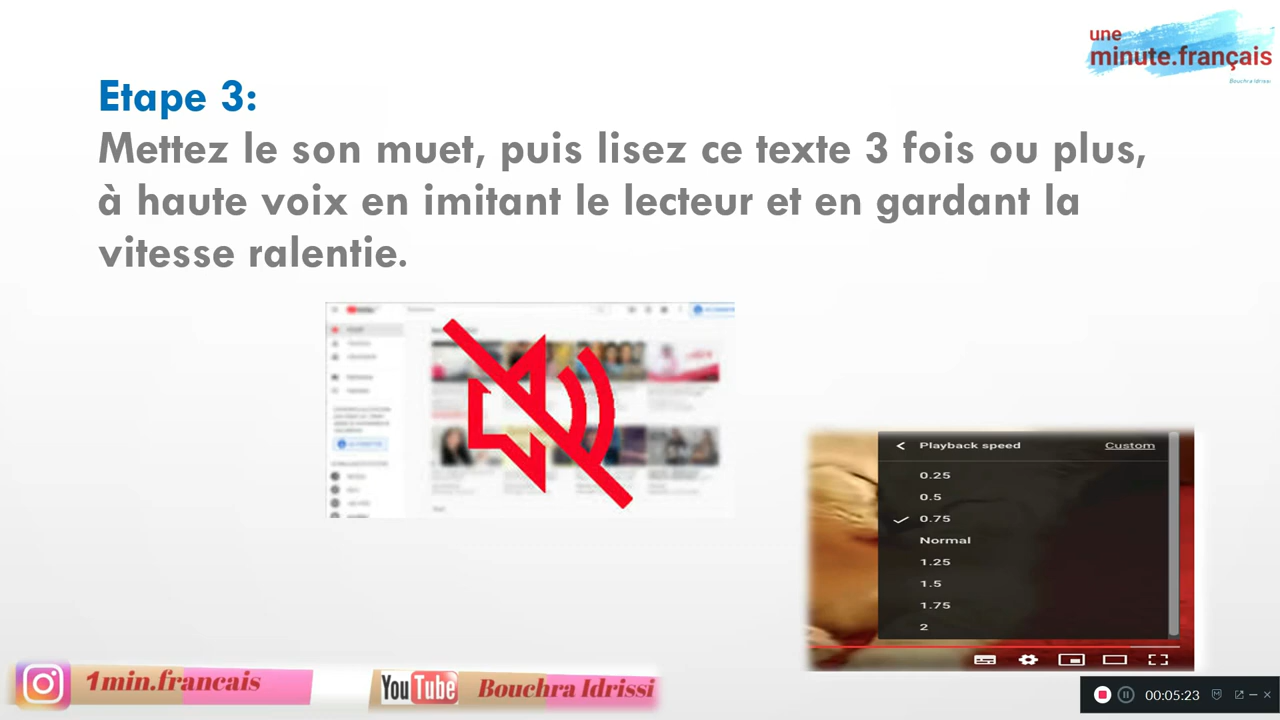 une
minute.français
Bouchra Idrissi
Etape 3:
Mettez le son muet, puis lisez ce texte 3 fois ou plus,
à haute voix en imitant le lecteur et en gardant la
vitesse ralentie.
Playback speed Custom
0.25
0.5
0.75
Normal
1.25
1.5
1.75
2
1min.francais
YouTube Bouchra Idrissi
00:05:23